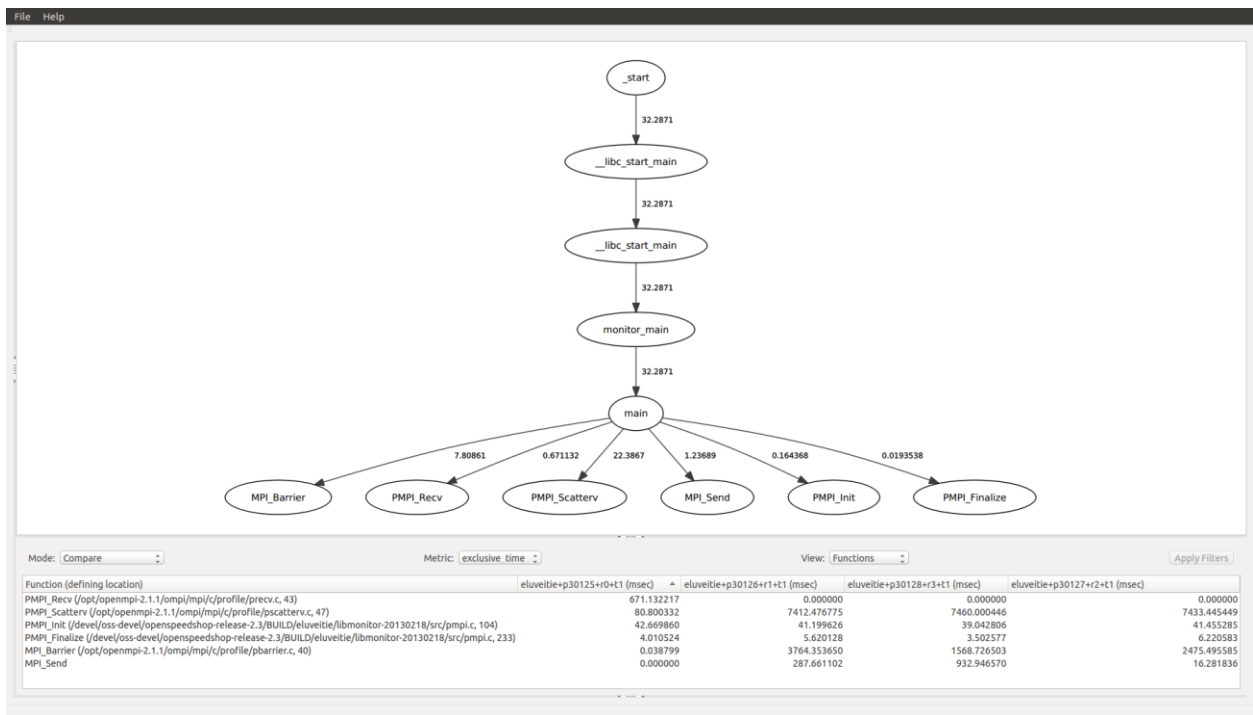 File Help
_start
32.2871
__libc_start_main
32.2871
__libc_start_main
32.2871
monitor_main
32.2871
main
7.80861 0.671132 22.3867 1.23689 0.164368 0.0193538
MPI_Barrier PMPI_Recv PMPI_Scatterv MPI_Send PMPI_Init PMPI_Finalize
Mode: Compare Metric: exclusive_time View: Functions Apply Filters
Function (defining location) eluveitie+p30125+r0+t1 (msec) eluveitie+p30126+r1+t1 (msec) eluveitie+p30128+r3+t1 (msec) eluveitie+p30127+r2+t1 (msec)
PMPI_Recv (/opt/openmpi-2.1.1/ompi/mpi/c/profile/precv.c, 43) 671.132217 0.000000 0.000000 0.000000
PMPI_Scatterv (/opt/openmpi-2.1.1/ompi/mpi/c/profile/pscatterv.c, 47) 80.800332 7412.476775 7460.000446 7433.445449
PMPI_Init (/devel/oss-devel/openspeedshop-release-2.3/BUILD/eluveitie/libmonitor-20130218/src/pmpi.c, 104) 42.669860 41.199626 39.042806 41.455285
PMPI_Finalize (/devel/oss-devel/openspeedshop-release-2.3/BUILD/eluveitie/libmonitor-20130218/src/pmpi.c, 233) 4.010524 5.620128 3.502577 6.220583
MPI_Barrier (/opt/openmpi-2.1.1/ompi/mpi/c/profile/pbarrier.c, 40) 0.038799 3764.353650 1568.726503 2475.495585
MPI_Send 0.000000 287.661102 932.946570 16.281836